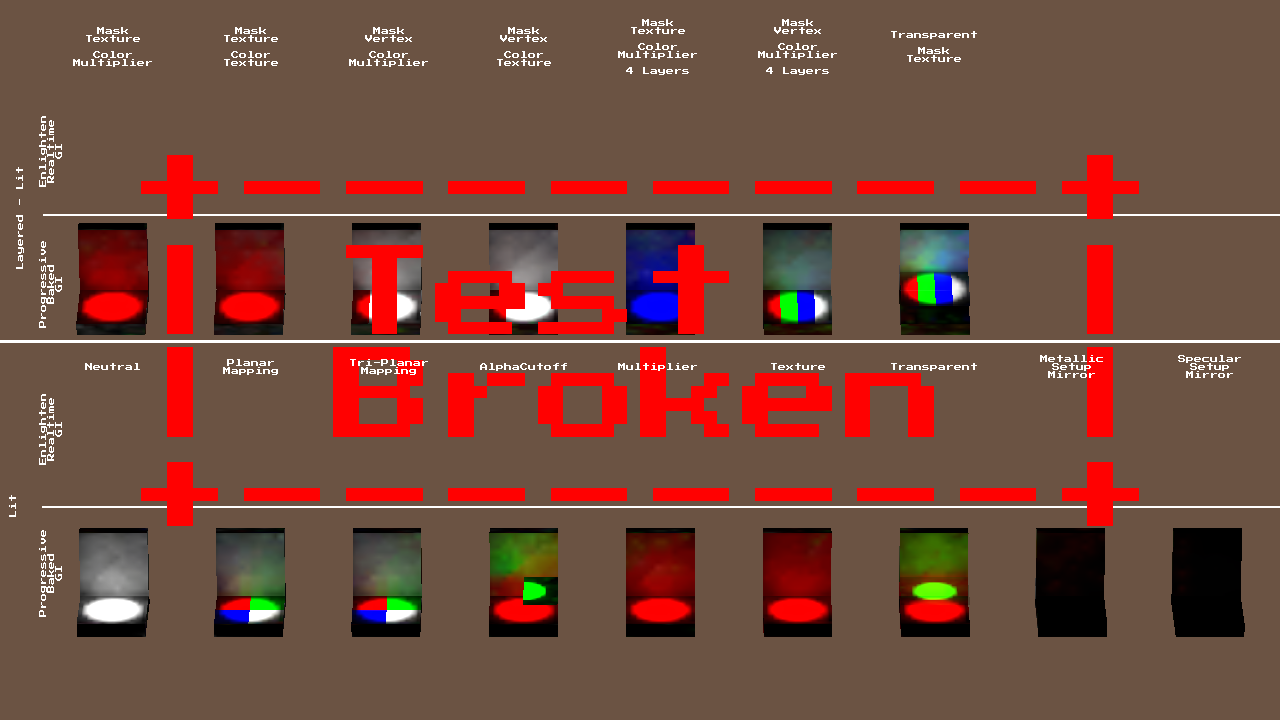 Mask
Texture
Color
Multiplier
Mask
Texture
Color
Texture
Mask
Vertex
Color
Multiplier
Mask
Vertex
Color
Texture
Mask
Texture
Color
Multiplier
4 Layers
Mask
Vertex
Color
Multiplier
4 Layers
Transparent
Mask
Texture
Layered - Lit
Enlighten
Realtime
GI
Progressive
Baked
GI
Test
Broken
Neutral
Planar
Mapping
Tri-Planar
Mapping
AlphaCutoff
Multiplier
Texture
Transparent
Metallic
Setup
Mirror
Specular
Setup
Mirror
Lit
Enlighten
Realtime
GI
Progressive
Baked
GI